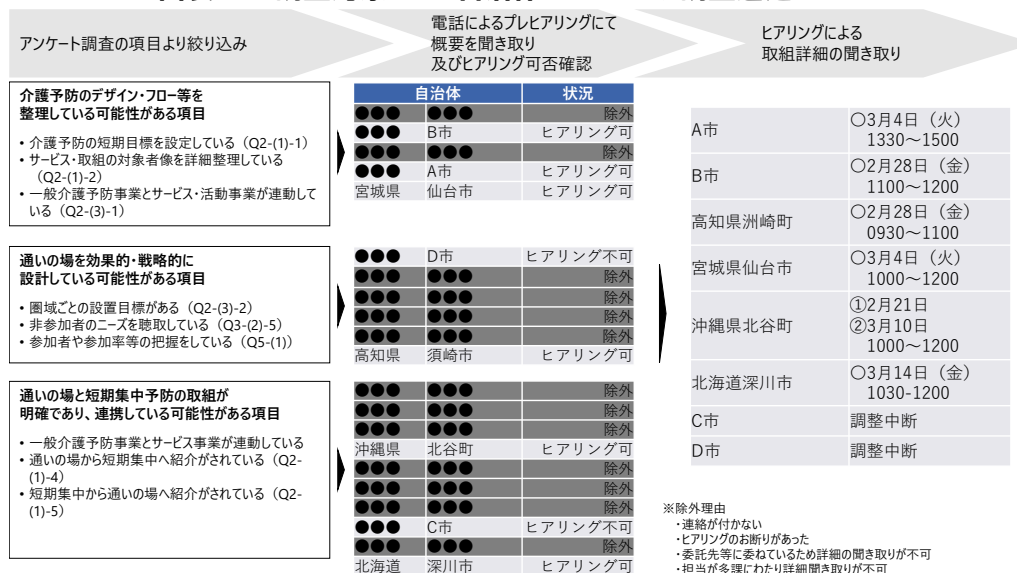 アンケート調査の項目より絞り込み
電話によるプレヒアリングにて
概要を聞き取り
及びヒアリング可否確認
ヒアリングによる
取組詳細の聞き取り
介護予防のデザイン・フロー等を
整理している可能性がある項目
• 介護予防の短期目標を設定している（Q2-(1)-1）
• サービス・取組の対象者像を詳細整理している
（Q2-(1)-2）
• 一般介護予防事業とサービス・活動事業が連動して
いる（Q2-(3)-1）
通いの場を効果的・戦略的に
設計している可能性がある項目
• 圏域ごとの設置目標がある（Q2-(3)-2）
• 非参加者のニーズを聴取している（Q3-(2)-5）
• 参加者や参加率等の把握をしている（Q5-(1)）
通いの場と短期集中予防の取組が
明確であり、連携している可能性がある項目
• 一般介護予防事業とサービス事業が連動している
• 通いの場から短期集中へ紹介がされている（Q2-
(1)-4）
• 短期集中から通いの場へ紹介がされている（Q2-
(1)-5）
自治体 状況
●●● ●●● 除外
●●● B市 ヒアリング可
●●● ●●● 除外
●●● A市 ヒアリング可
宮城県 仙台市 ヒアリング可
●●● D市 ヒアリング不可
●●● ●●● 除外
●●● ●●● 除外
●●● ●●● 除外
●●● ●●● 除外
高知県 須崎市 ヒアリング可
●●● ●●● 除外
●●● ●●● 除外
●●● ●●● 除外
沖縄県 北谷町 ヒアリング可
●●● ●●● 除外
●●● ●●● 除外
●●● ●●● 除外
●●● C市 ヒアリング不可
●●● ●●● 除外
北海道 深川市 ヒアリング可
A市 〇3月4日（火）
1330～1500
B市 〇2月28日（金）
1100～1200
高知県洲崎町 〇2月28日（金）
0930～1100
宮城県仙台市 〇3月4日（火）
1000～1200
沖縄県北谷町 ①2月21日
②3月10日
1000～1200
北海道深川市 〇3月14日（金）
1030-1200
C市 調整中断
D市 調整中断
※除外理由
・連絡が付かない
・ヒアリングのお断りがあった
・委託先等に委ねているため詳細の聞き取りが不可
・担当が多課にわたり詳細聞き取りが不可